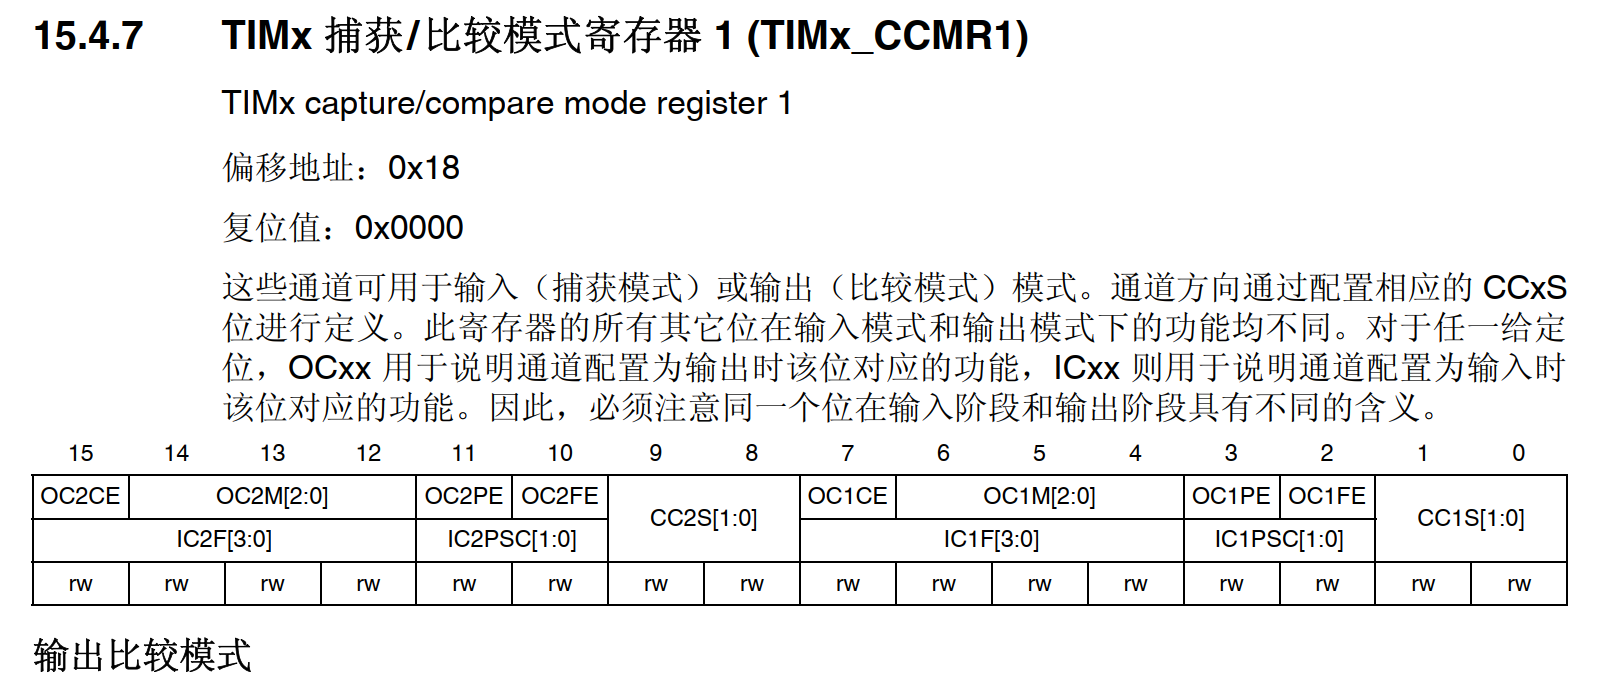 15.4.7 TIMx 捕获/比较模式寄存器 1 (TIMx_CCMR1)
TIMx capture/compare mode register 1
偏移地址：0x18
复位值：0x0000
这些通道可用于输入（捕获模式）或输出（比较模式）模式。通道方向通过配置相应的 CCxS
位进行定义。此寄存器的所有其它位在输入模式和输出模式下的功能均不同。对于任一给定
位，OCxx 用于说明通道配置为输出时该位对应的功能，ICxx 则用于说明通道配置为输入时
该位对应的功能。因此，必须注意同一个位在输入阶段和输出阶段具有不同的含义。
15 14 13 12 11 10 9 8 7 6 5 4 3 2 1 0
OC2CE OC2M[2:0] OC2PE OC2FE CC2S[1:0] OC1CE OC1M[2:0] OC1PE OC1FE CC1S[1:0]
IC2F[3:0] IC2PSC[1:0] IC1F[3:0] IC1PSC[1:0]
rw rw rw rw rw rw rw rw rw rw rw rw rw rw rw rw
输出比较模式